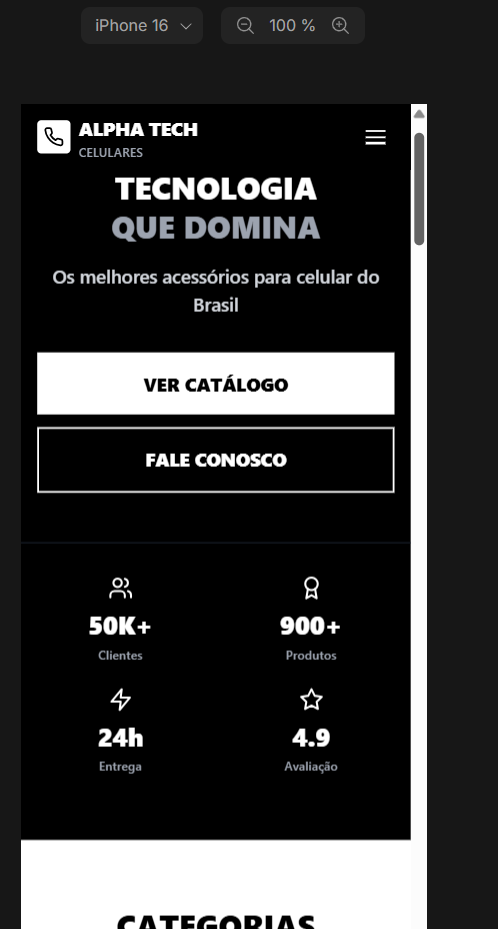 iPhone 16
100 %
ALPHA TECH
CELULARES
TECNOLOGIA
QUE DOMINA
Os melhores acessórios para celular do
Brasil
VER CATÁLOGO
FALE CONOSCO
50K+
900+
Clientes
Produtos
24h
4.9
Entrega
Avaliação
CATEGORIAS